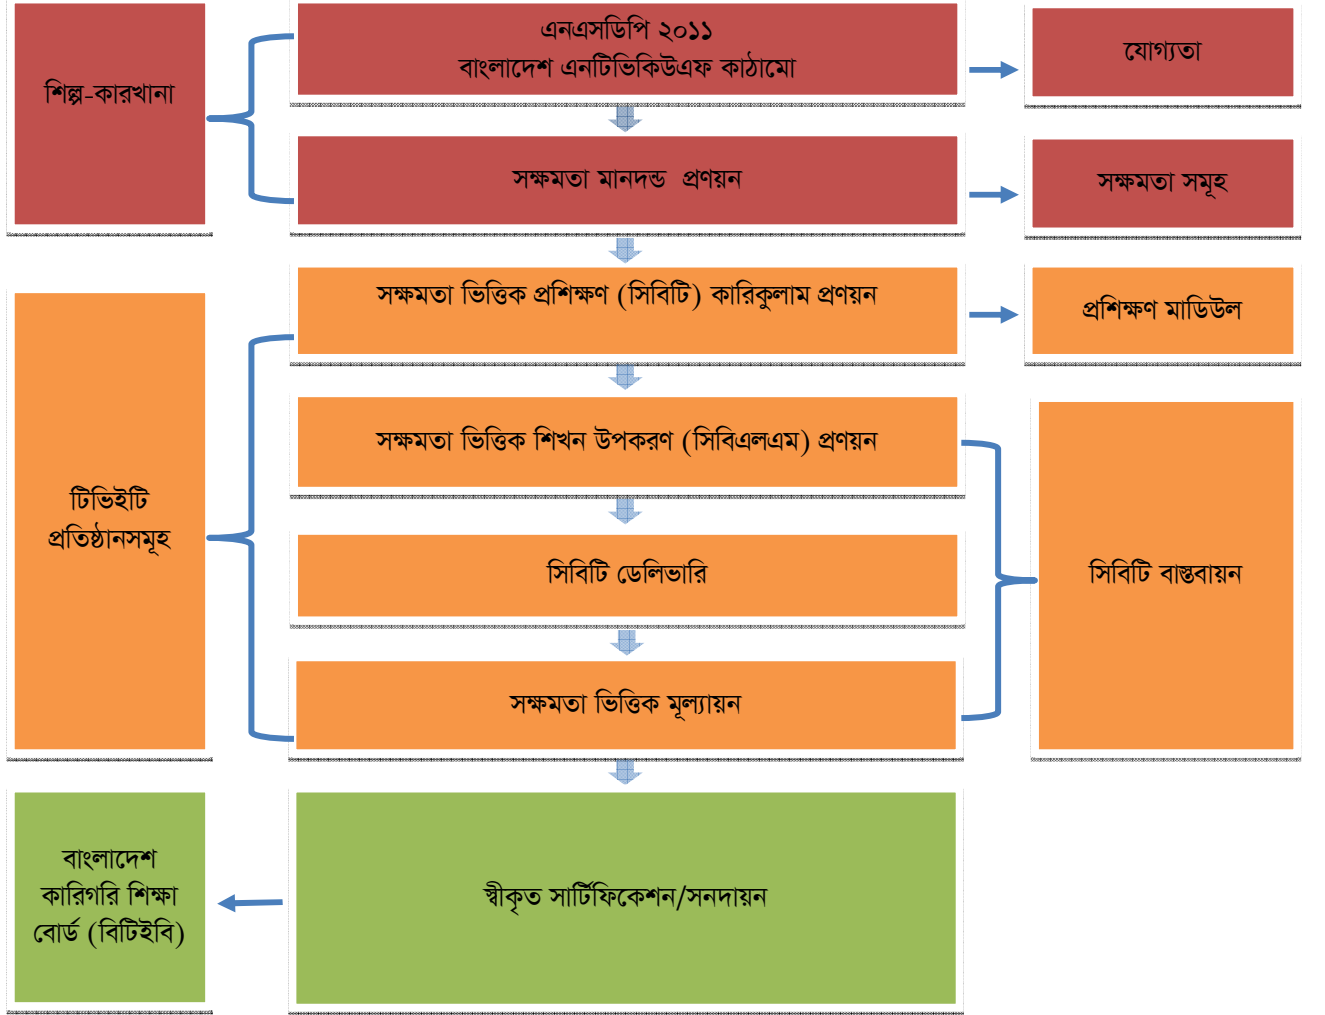 শিল্প-কারখানা
এনএসডিপি ২০১১
বাংলাদেশ এনটিভিকিউএফ কাঠামো
যোগ্যতা
সক্ষমতা মানদন্ড প্রণয়ন
সক্ষমতা সমূহ
সক্ষমতা ভিত্তিক প্রশিক্ষণ (সিবিটি) কারিকুলাম প্রণয়ন
প্রশিক্ষণ মাডিউল
টিভিইটি
প্রতিষ্ঠানসমূহ
সক্ষমতা ভিত্তিক শিখন উপকরণ (সিবিএলএম) প্রণয়ন
সিবিটি ডেলিভারি
সক্ষমতা ভিত্তিক মূল্যায়ন
সিবিটি বাস্তবায়ন
বাংলাদেশ
কারিগরি শিক্ষা
বোর্ড (বিটিইবি)
স্বীকৃত সার্টিফিকেশন/সনদায়ন